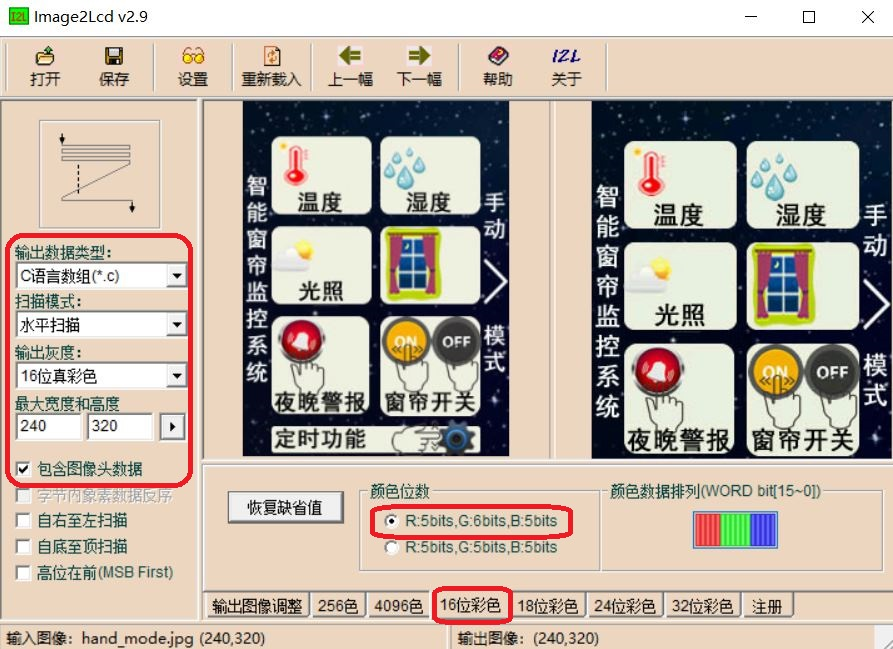 Image2Lcd v2.9
打开 保存 设置 重新载入 上一幅 下一幅 帮助 关于
I2L
输出数据类型:
C语言数组(*.c)
扫描模式:
水平扫描
输出灰度:
16位真彩色
最大宽度和高度
240 320
包含图像头数据
字节内象素数据反序
自右至左扫描
自底至顶扫描
高位在前(MSB First)
智能窗帘监控系统
温度 湿度
光照
ON OFF
夜晚警报 窗帘开关
定时功能
手动
模式
智能窗帘监控系统
温度 湿度
光照
ON OFF
夜晚警报 窗帘开关
手动
模式
恢复缺省值
颜色位数
R:5bits,G:6bits,B:5bits
R:5bits,G:5bits,B:5bits
颜色数据排列(WORD bit[15~0])
输出图像调整 256色 4096色 16位彩色 18位彩色 24位彩色 32位彩色 注册
输入图像: hand_mode.jpg (240,320)
输出图像: (240,320)